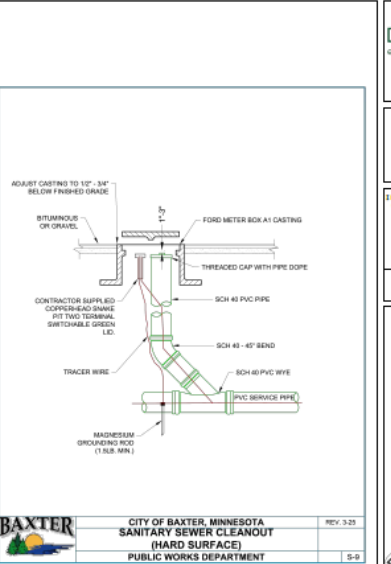 ADJUST CASTING TO 1/2" - 3/4"
BELOW FINISHED GRADE
BITUMINOUS
OR GRAVEL
1"-3"
FORD METER BOX A1 CASTING
THREADED CAP WITH PIPE DOPE
CONTRACTOR SUPPLIED
COPPERHEAD SNAKE
PIT TWO TERMINAL
SWITCHABLE GREEN
LID.
SCH 40 PVC PIPE
SCH 40 - 45° BEND
TRACER WIRE
SCH 40 PVC WYE
PVC SERVICE PIPE
MAGNESIUM
GROUNDING ROD
(1.5LB. MIN.)
BAXTER
CITY OF BAXTER, MINNESOTA
SANITARY SEWER CLEANOUT
(HARD SURFACE)
PUBLIC WORKS DEPARTMENT
REV. 3-25
S-9